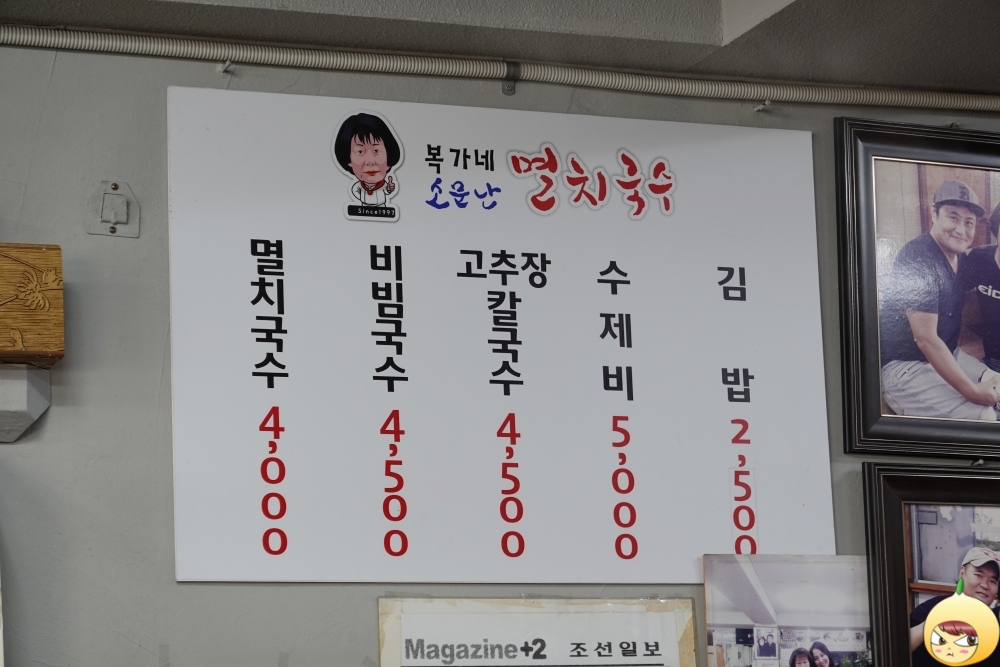 복가네
소문난
멸치국수
Since1997
멸치국수 4,000
비빔국수 4,500
고추장칼국수 4,500
수제비 5,000
김밥 2,500
Magazine+2 조선일보